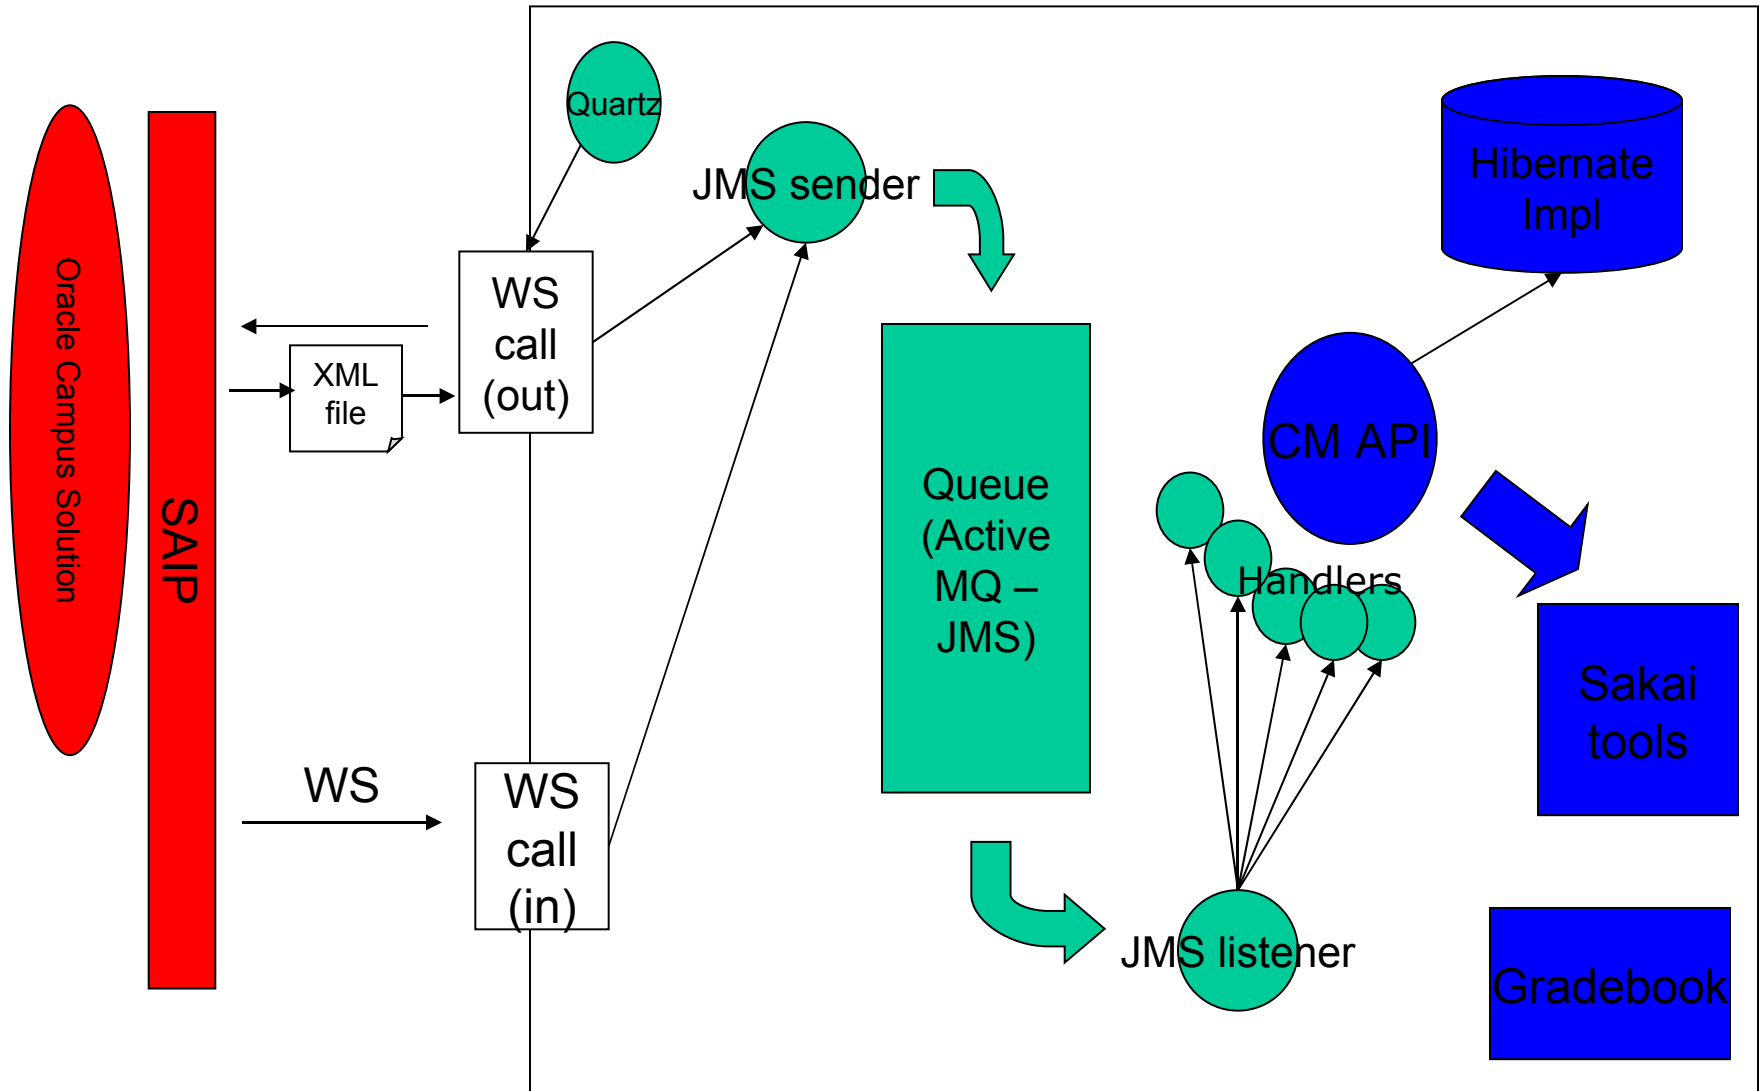 Quartz
JMS sender
Hibernate
Impl
Oracle Campus Solution
SAIP
WS
call
(out)
XML
file
CM API
Queue
(Active
MQ –
JMS)
Handlers
Sakai
tools
WS
WS
call
(in)
JMS listener
Gradebook